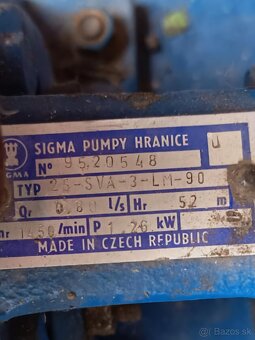 SIGMA PUMPY HRANICE
SIGMA
Nº 9520548
U
TYP 25-SVA-3-LM-90
Qr 0,80 l/s Hr 52 m
nr 1450/min P 1,26 kW
MADE IN CZECH REPUBLIC
Bazos.sk